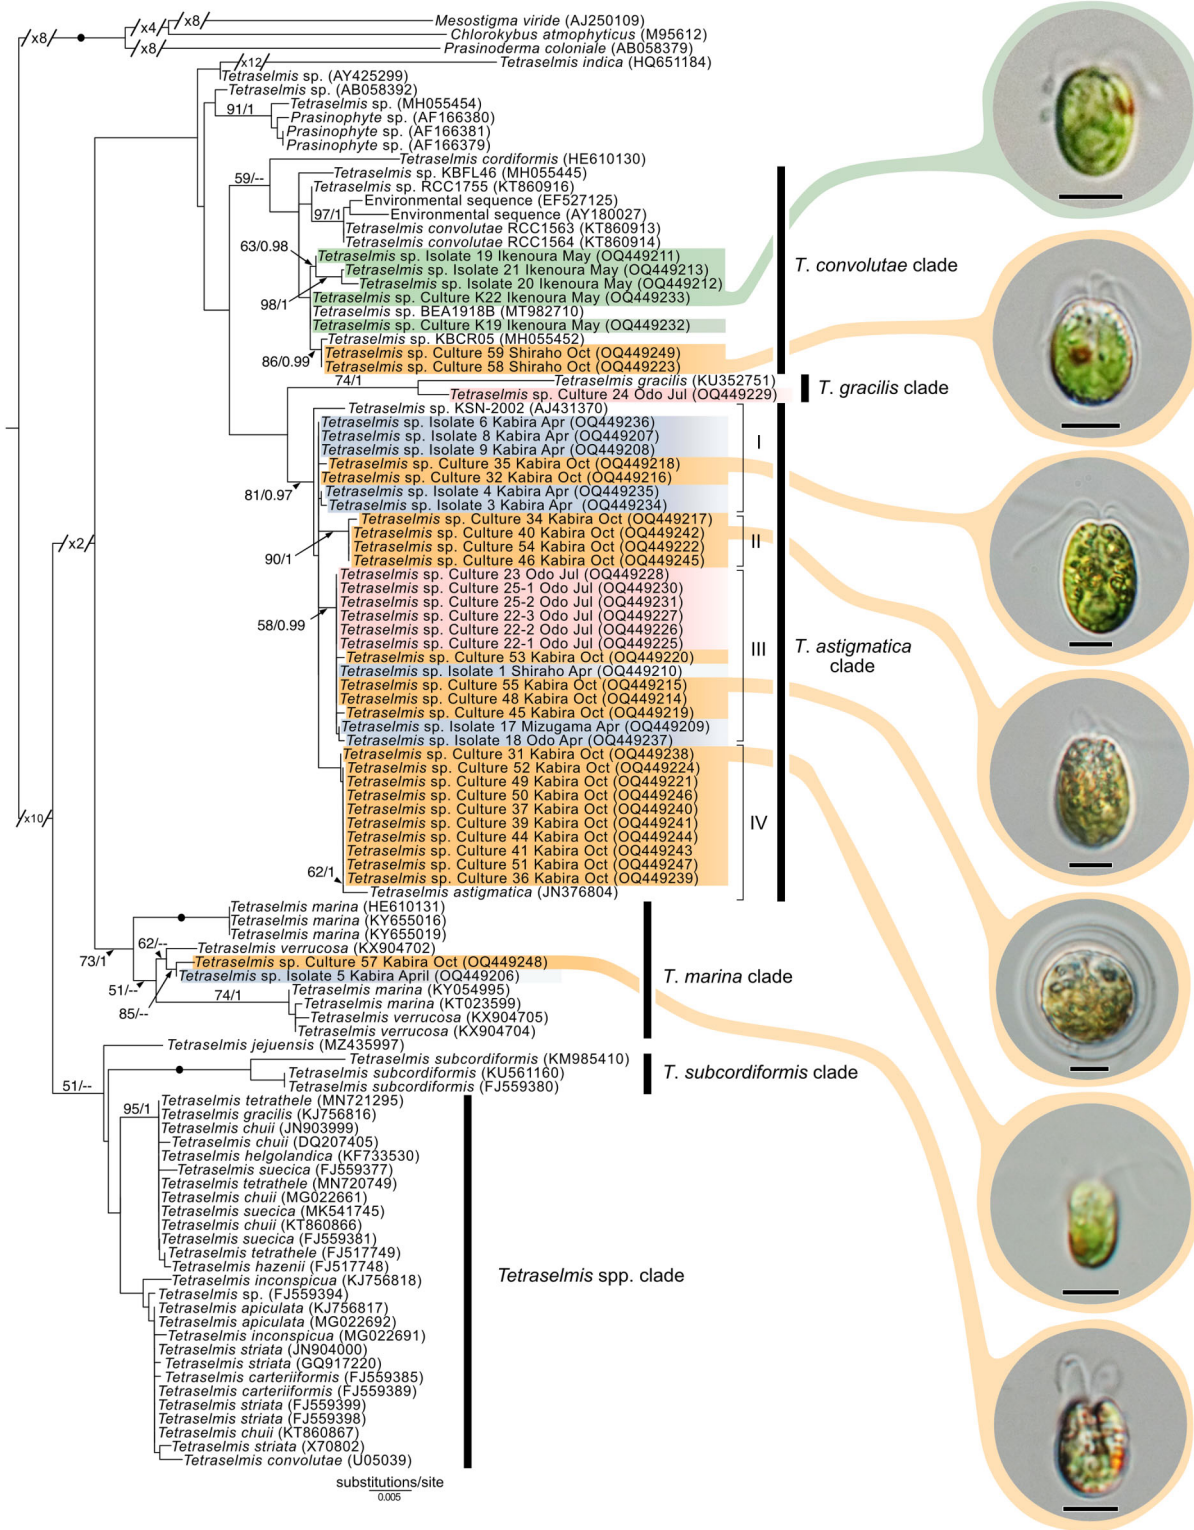 Mesostigma viride (AJ250109)
x8
x4
Chlorokybus atmophyticus (M95612)
x8
x8
Prasinoderma coloniale (AB058379)
x12
Tetraselmis indica (HQ651184)
Tetraselmis sp. (AY425299)
Tetraselmis sp. (AB058392)
91/1
Tetraselmis sp. (MH055454)
Prasinophyte sp. (AF166380)
Prasinophyte sp. (AF166381)
Prasinophyte sp. (AF166379)
Tetraselmis cordiformis (HE610130)
59/--
Tetraselmis sp. KBFL46 (MH055445)
Tetraselmis sp. RCC1755 (KT860916)
Environmental sequence (EF527125)
97/1
Environmental sequence (AY180027)
Tetraselmis convolutae RCC1563 (KT860913)
Tetraselmis convolutae RCC1564 (KT860914)
63/0.98
Tetraselmis sp. Isolate 19 Ikenoura May (OQ449211)
T. convolutae clade
Tetraselmis sp. Isolate 21 Ikenoura May (OQ449213)
Tetraselmis sp. Isolate 20 Ikenoura May (OQ449212)
98/1
Tetraselmis sp. Culture K22 Ikenoura May (OQ449233)
Tetraselmis sp. BEA1918B (MT982710)
Tetraselmis sp. Culture K19 Ikenoura May (OQ449232)
Tetraselmis sp. KBCR05 (MH055452)
86/0.99
Tetraselmis sp. Culture 59 Shiraho Oct (OQ449249)
Tetraselmis sp. Culture 58 Shiraho Oct (OQ449223)
74/1
Tetraselmis gracilis (KU352751)
T. gracilis clade
Tetraselmis sp. Culture 24 Odo Jul (OQ449229)
Tetraselmis sp. KSN-2002 (AJ431370)
Tetraselmis sp. Isolate 6 Kabira Apr (OQ449236)
Tetraselmis sp. Isolate 8 Kabira Apr (OQ449207)
I
Tetraselmis sp. Isolate 9 Kabira Apr (OQ449208)
Tetraselmis sp. Culture 35 Kabira Oct (OQ449218)
Tetraselmis sp. Culture 32 Kabira Oct (OQ449216)
81/0.97
Tetraselmis sp. Isolate 4 Kabira Apr (OQ449235)
Tetraselmis sp. Isolate 3 Kabira Apr (OQ449234)
Tetraselmis sp. Culture 34 Kabira Oct (OQ449217)
Tetraselmis sp. Culture 40 Kabira Oct (OQ449242)
x2
II
Tetraselmis sp. Culture 54 Kabira Oct (OQ449222)
90/1
Tetraselmis sp. Culture 46 Kabira Oct (OQ449245)
Tetraselmis sp. Culture 23 Odo Jul (OQ449228)
Tetraselmis sp. Culture 25-1 Odo Jul (OQ449230)
Tetraselmis sp. Culture 25-2 Odo Jul (OQ449231)
Tetraselmis sp. Culture 22-3 Odo Jul (OQ449227)
58/0.99
Tetraselmis sp. Culture 22-2 Odo Jul (OQ449226)
Tetraselmis sp. Culture 22-1 Odo Jul (OQ449225)
III
T. astigmatica
clade
Tetraselmis sp. Culture 53 Kabira Oct (OQ449220)
Tetraselmis sp. Isolate 1 Shiraho Apr (OQ449210)
Tetraselmis sp. Culture 55 Kabira Oct (OQ449215)
Tetraselmis sp. Culture 48 Kabira Oct (OQ449214)
Tetraselmis sp. Culture 45 Kabira Oct (OQ449219)
Tetraselmis sp. Isolate 17 Mizugama Apr (OQ449209)
Tetraselmis sp. Isolate 18 Odo Apr (OQ449237)
Tetraselmis sp. Culture 31 Kabira Oct (OQ449238)
Tetraselmis sp. Culture 52 Kabira Oct (OQ449224)
Tetraselmis sp. Culture 49 Kabira Oct (OQ449221)
Tetraselmis sp. Culture 50 Kabira Oct (OQ449246)
Tetraselmis sp. Culture 37 Kabira Oct (OQ449240)
x10
Tetraselmis sp. Culture 39 Kabira Oct (OQ449241)
IV
Tetraselmis sp. Culture 44 Kabira Oct (OQ449244)
Tetraselmis sp. Culture 41 Kabira Oct (OQ449243
Tetraselmis sp. Culture 51 Kabira Oct (OQ449247)
62/1
Tetraselmis sp. Culture 36 Kabira Oct (OQ449239)
Tetraselmis astigmatica (JN376804)
Tetraselmis marina (HE610131)
Tetraselmis marina (KY655016)
Tetraselmis marina (KY655019)
62/--
Tetraselmis verrucosa (KX904702)
73/1
Tetraselmis sp. Culture 57 Kabira Oct (OQ449248)
Tetraselmis sp. Isolate 5 Kabira April (OQ449206)
T. marina clade
51/--
74/1
Tetraselmis marina (KY054995)
85/--
Tetraselmis marina (KT023599)
Tetraselmis verrucosa (KX904705)
Tetraselmis verrucosa (KX904704)
Tetraselmis jejuensis (MZ435997)
Tetraselmis subcordiformis (KM985410)
Tetraselmis subcordiformis (KU561160)
T. subcordiformis clade
51/--
Tetraselmis subcordiformis (FJ559380)
Tetraselmis tetrathele (MN721295)
95/1
Tetraselmis gracilis (KJ756816)
Tetraselmis chuii (JN903999)
Tetraselmis chuii (DQ207405)
Tetraselmis helgolandica (KF733530)
Tetraselmis suecica (FJ559377)
Tetraselmis tetrathele (MN720749)
Tetraselmis chuii (MG022661)
Tetraselmis suecica (MK541745)
Tetraselmis chuii (KT860866)
Tetraselmis suecica (FJ559381)
Tetraselmis tetrathele (FJ517749)
Tetraselmis hazenii (FJ517748)
Tetraselmis spp. clade
Tetraselmis inconspicua (KJ756818)
Tetraselmis sp. (FJ559394)
Tetraselmis apiculata (KJ756817)
Tetraselmis apiculata (MG022692)
Tetraselmis inconspicua (MG022691)
Tetraselmis striata (JN904000)
Tetraselmis striata (GQ917220)
Tetraselmis carteriiformis (FJ559385)
Tetraselmis carteriiformis (FJ559389)
Tetraselmis striata (FJ559399)
Tetraselmis striata (FJ559398)
Tetraselmis chuii (KT860867)
Tetraselmis striata (X70802)
Tetraselmis convolutae (U05039)
substitutions/site
0.005